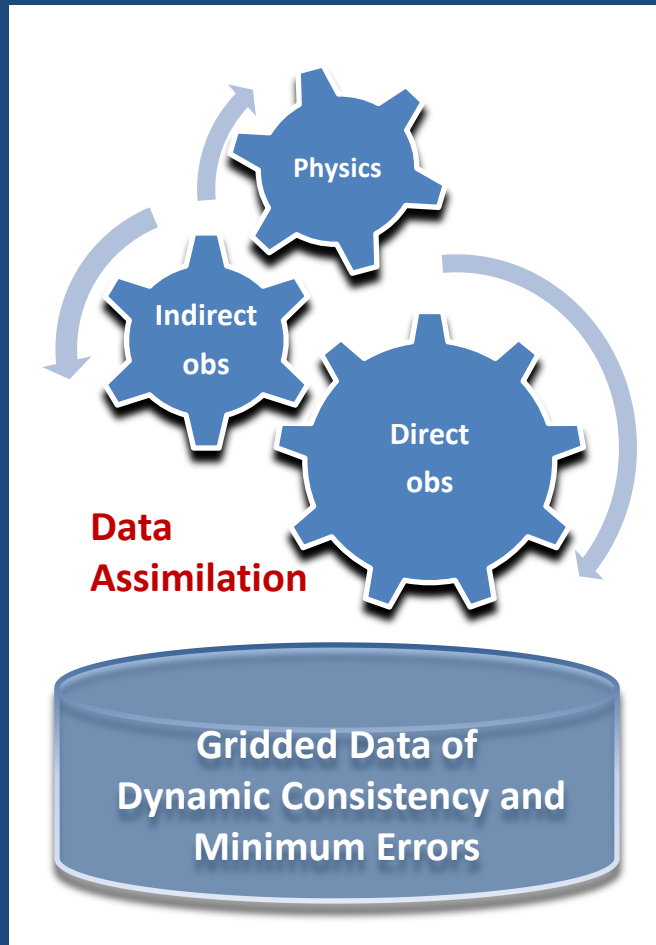 Physics
Indirect
obs
Direct
obs
Data
Assimilation
Gridded Data of
Dynamic Consistency and
Minimum Errors